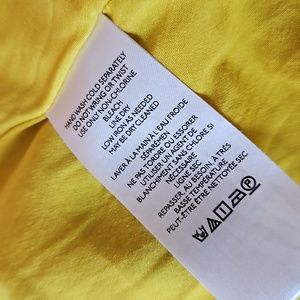 HAND WASH COLD SEPARATELY
DO NOT WRING OR TWIST
USE ONLY NON-CHLORINE
BLEACH
LINE DRY
LOW IRON AS NEEDED
MAY BE DRY CLEANED
LAVER À LA MAIN À L'EAU FROIDE
SÉPARÉMEN
NE PAS TORDRE OU ESSORER
UTILISER UN AGENT DE
BLANCHIMENT SANS CHLORE SI
NÉCESSAIRE
LIGNE SEC
REPASSER, AU BESOIN, À TRÈS
BASSE TEMPÉRATURE
PEUT-ÊTRE ÊTRE NETTOYÉE-SEC